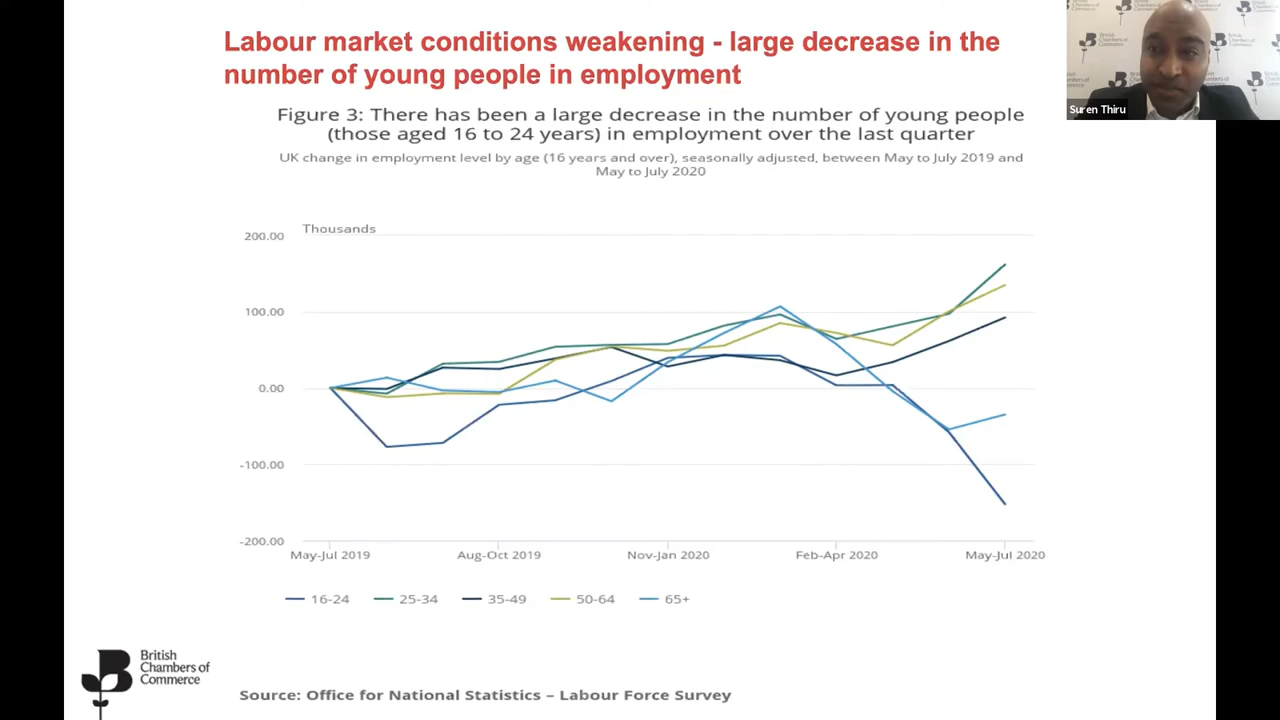 Labour market conditions weakening - large decrease in the
number of young people in employment
Figure 3: There has been a large decrease in the number of young people
(those aged 16 to 24 years) in employment over the last quarter
UK change in employment level by age (16 years and over), seasonally adjusted, between May to July 2019 and
May to July 2020
Thousands
200.00
100.00
0.00
-100.00
-200.00
May-Jul 2019
Aug-Oct 2019
Nov-Jan 2020
Feb-Apr 2020
May-Jul 2020
16-24
25-34
35-49
50-64
65+
British
Chambers of
Commerce
Source: Office for National Statistics – Labour Force Survey
Suren Thiru
British
Chambers of
Commerce